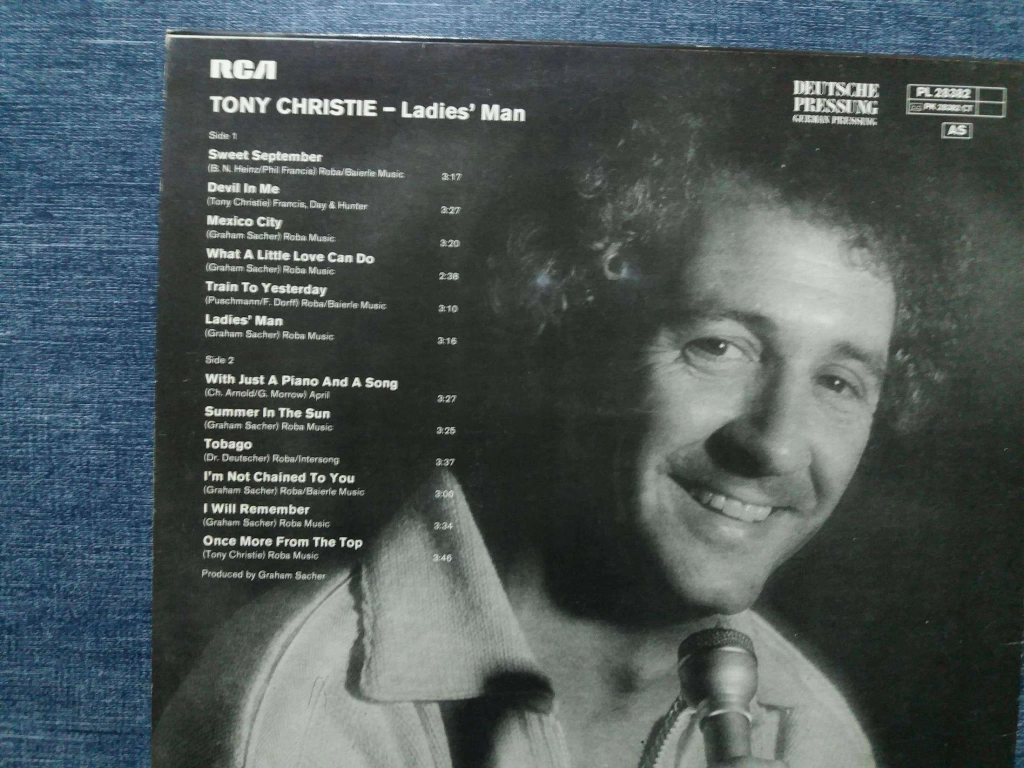 RCA
TONY CHRISTIE – Ladies' Man
DEUTSCHE
PRESSUNG
GERMAN PRESSING
PL 28382
PK 28382 CT
AS
Side 1
Sweet September
(B. N. Heinz/Phil Francis) Roba/Baierle Music 3:17
Devil In Me
(Tony Christie) Francis, Day & Hunter 3:27
Mexico City
(Graham Sacher) Roba Music 3:20
What A Little Love Can Do
(Graham Sacher) Roba Music 2:38
Train To Yesterday
(Puschmann/F. Dorff) Roba/Baierle Music 3:10
Ladies' Man
(Graham Sacher) Roba Music 3:16
Side 2
With Just A Piano And A Song
(Ch. Arnold/G. Morrow) April 3:27
Summer In The Sun
(Graham Sacher) Roba Music 3:25
Tobago
(Dr. Deutscher) Roba/Intersong 3:37
I'm Not Chained To You
(Graham Sacher) Roba/Baierle Music 3:00
I Will Remember
(Graham Sacher) Roba Music 3:34
Once More From The Top
(Tony Christie) Roba Music 3:46
Produced by Graham Sacher